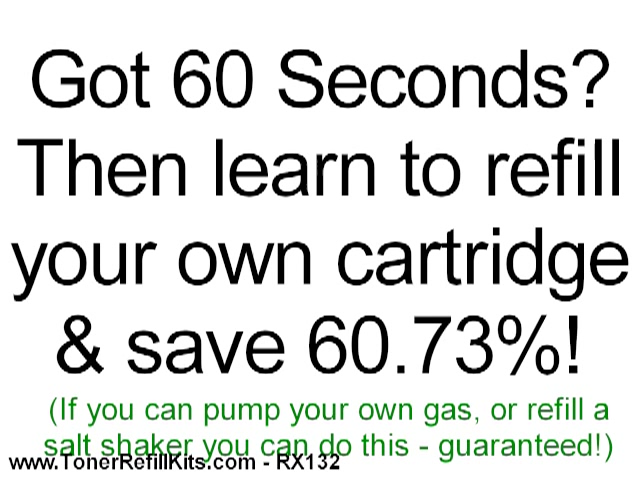 Got 60 Seconds?
Then learn to refill
your own cartridge
& save 60.73%!
(If you can pump your own gas, or refill a
salt shaker you can do this - guaranteed!)
www.TonerRefillKits.com - RX132